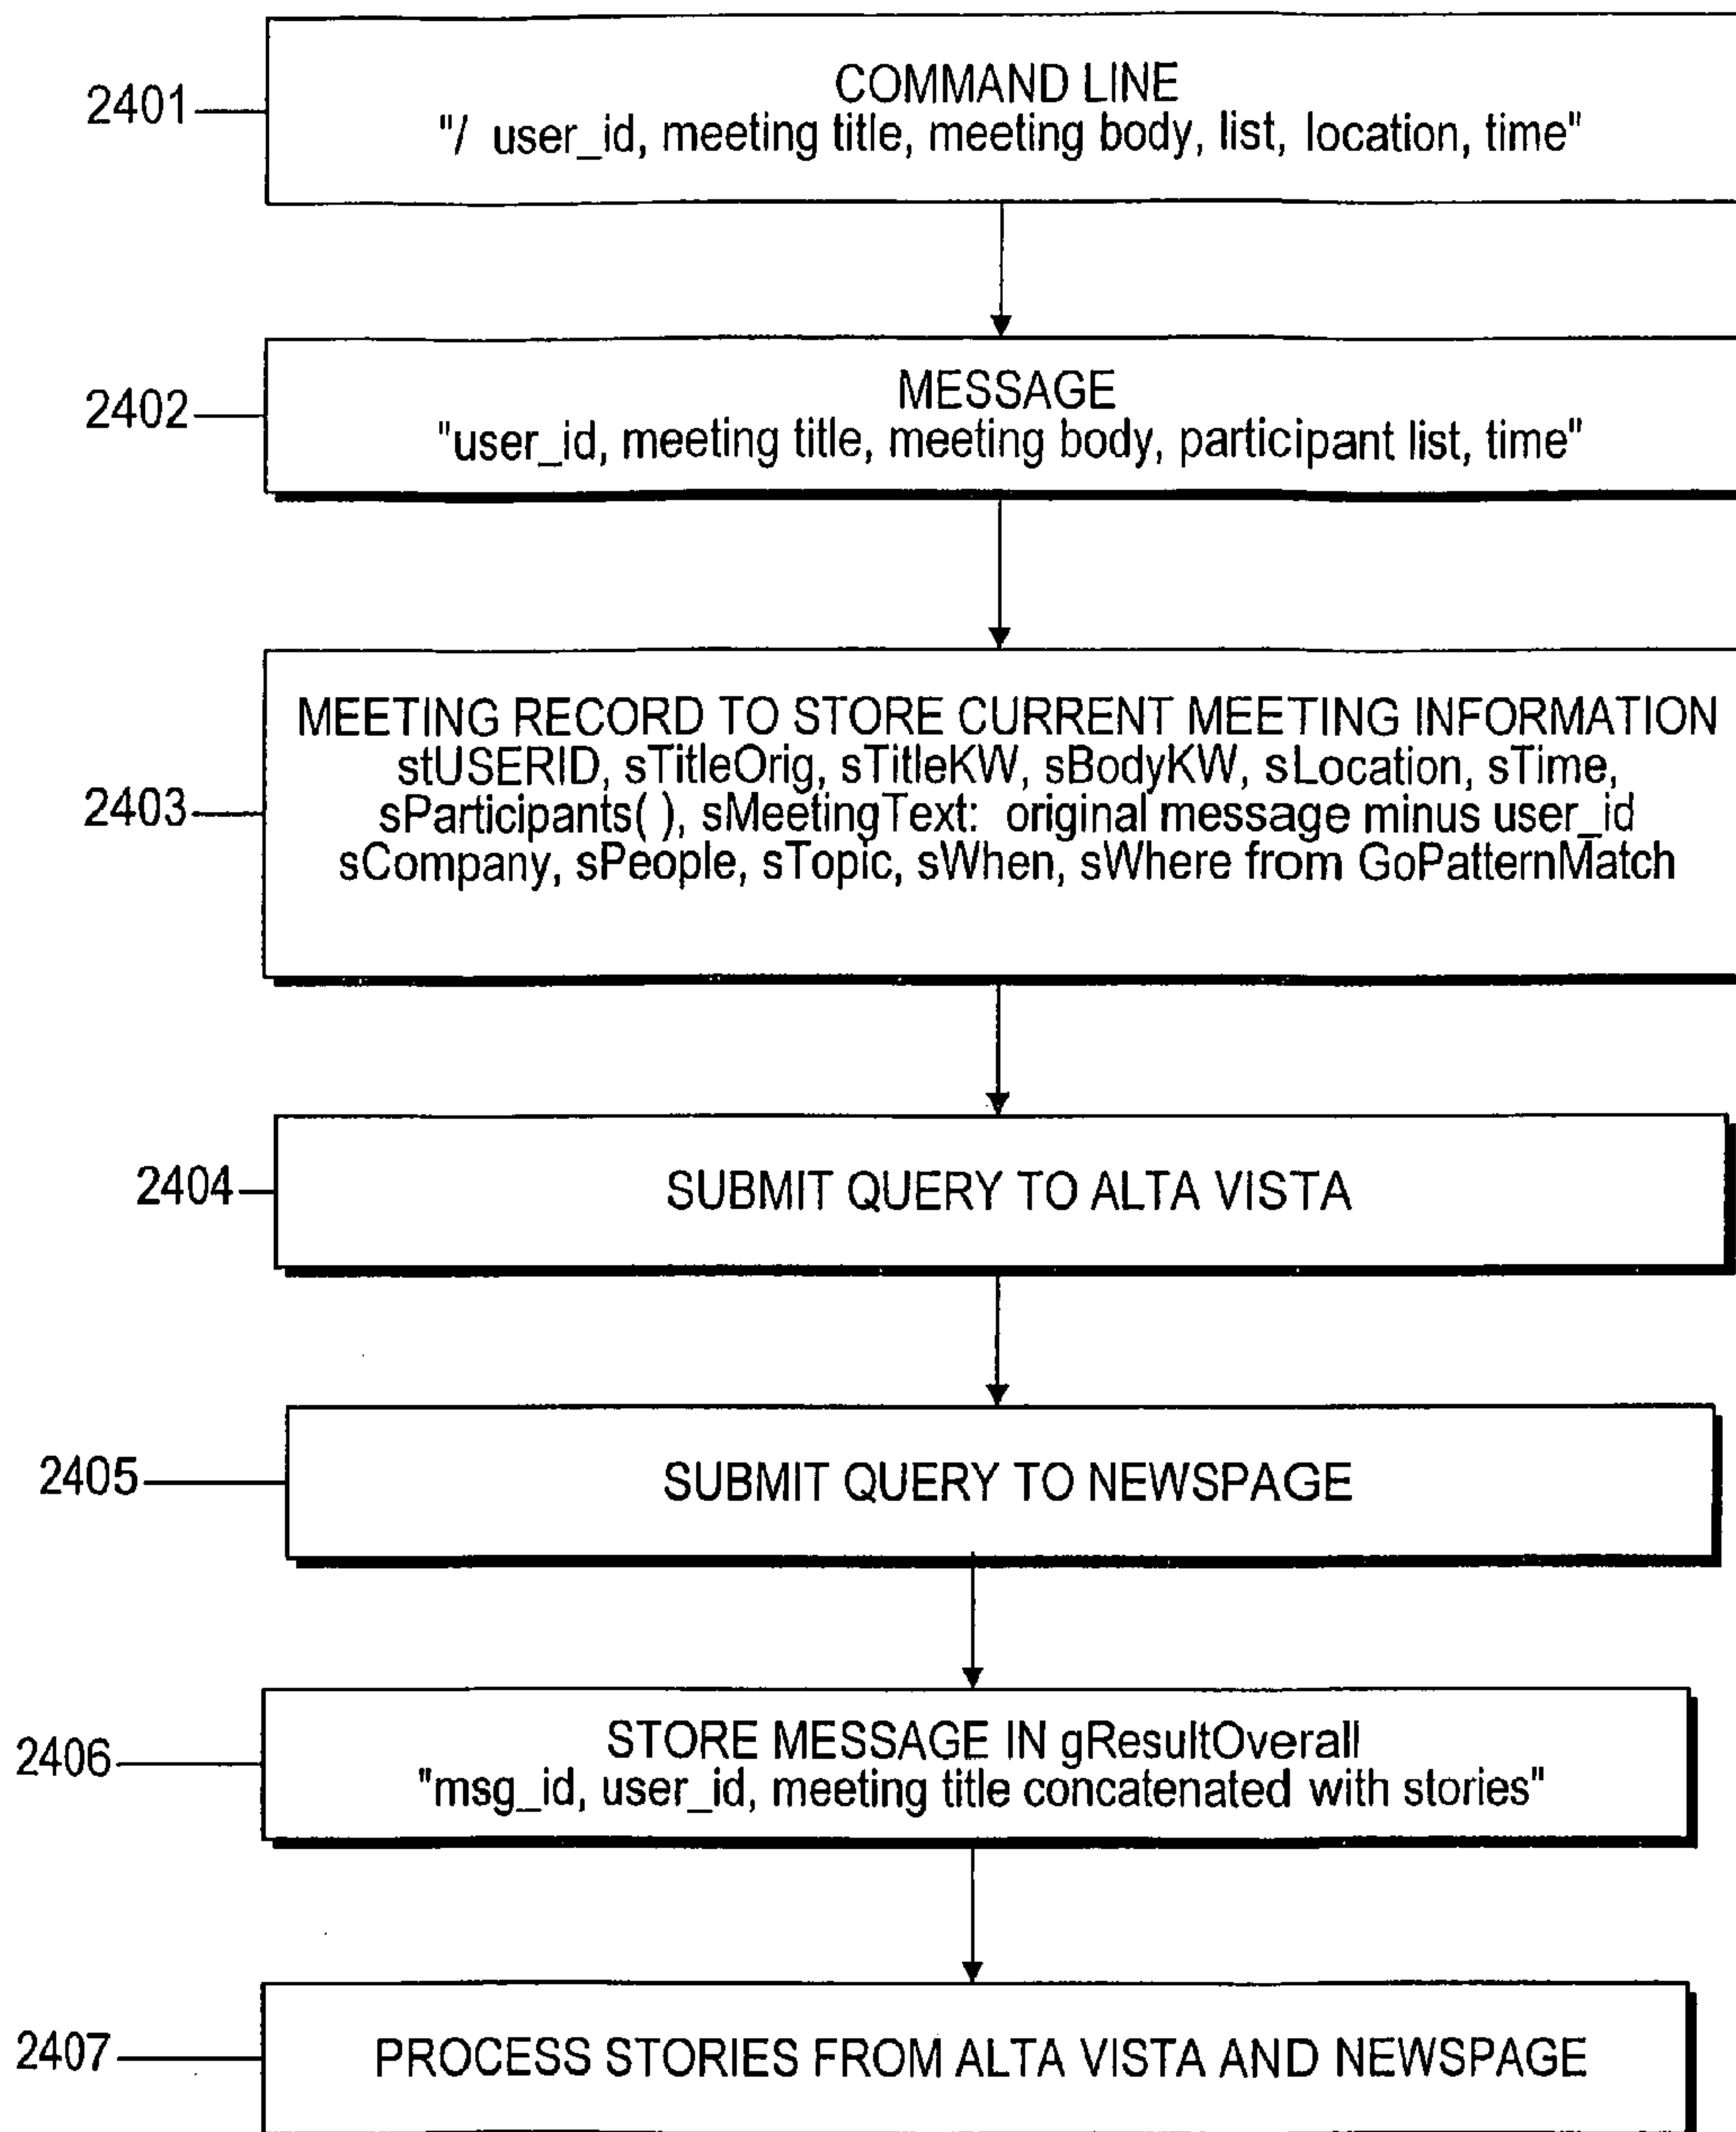 2401
COMMAND LINE
"/ user_id, meeting title, meeting body, list, location, time"
2402
MESSAGE
"user_id, meeting title, meeting body, participant list, time"
2403
MEETING RECORD TO STORE CURRENT MEETING INFORMATION
stUSERID, sTitleOrig, sTitleKW, sBodyKW, sLocation, sTime,
sParticipants( ), sMeetingText: original message minus user_id
sCompany, sPeople, sTopic, sWhen, sWhere from GoPatternMatch
2404
SUBMIT QUERY TO ALTA VISTA
2405
SUBMIT QUERY TO NEWSPAGE
2406
STORE MESSAGE IN gResultOverall
"msg_id, user_id, meeting title concatenated with stories"
2407
PROCESS STORIES FROM ALTA VISTA AND NEWSPAGE